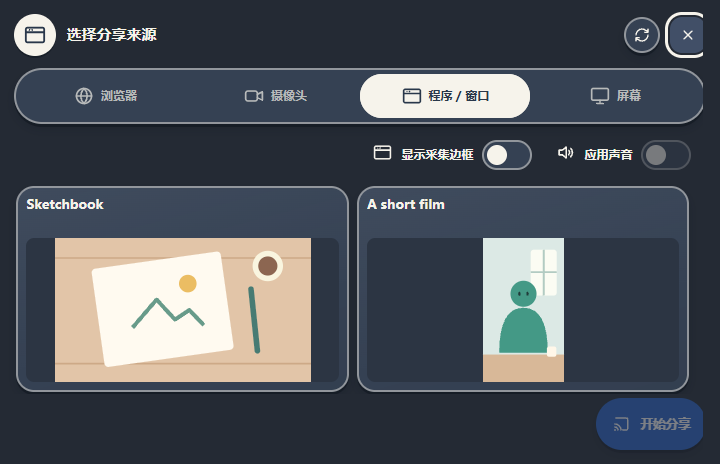 选择分享来源
浏览器
摄像头
程序 / 窗口
屏幕
显示采集边框
应用声音
Sketchbook
A short film
开始分享